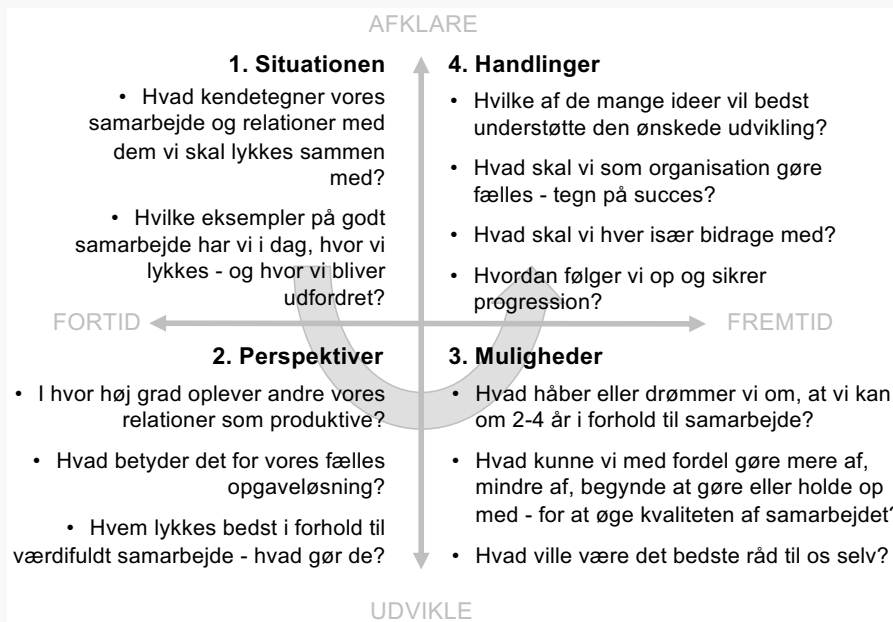 AFKLARE
1. Situationen
• Hvad kendetegner vores
samarbejde og relationer med
dem vi skal lykkes sammen
med?
• Hvilke eksempler på godt
samarbejde har vi i dag, hvor vi
lykkes - og hvor vi bliver
udfordret?
4. Handlinger
• Hvilke af de mange ideer vil bedst
understøtte den ønskede udvikling?
• Hvad skal vi som organisation gøre
fælles - tegn på succes?
• Hvad skal vi hver især bidrage med?
• Hvordan følger vi op og sikrer
progression?
FORTID
FREMTID
2. Perspektiver
• I hvor høj grad oplever andre vores
relationer som produktive?
• Hvad betyder det for vores fælles
opgaveløsning?
• Hvem lykkes bedst i forhold til
værdifuldt samarbejde - hvad gør de?
3. Muligheder
• Hvad håber eller drømmer vi om, at vi kan
om 2-4 år i forhold til samarbejde?
• Hvad kunne vi med fordel gøre mere af,
mindre af, begynde at gøre eller holde op
med - for at øge kvaliteten af samarbejdet?
• Hvad ville være det bedste råd til os selv?
UDVIKLE